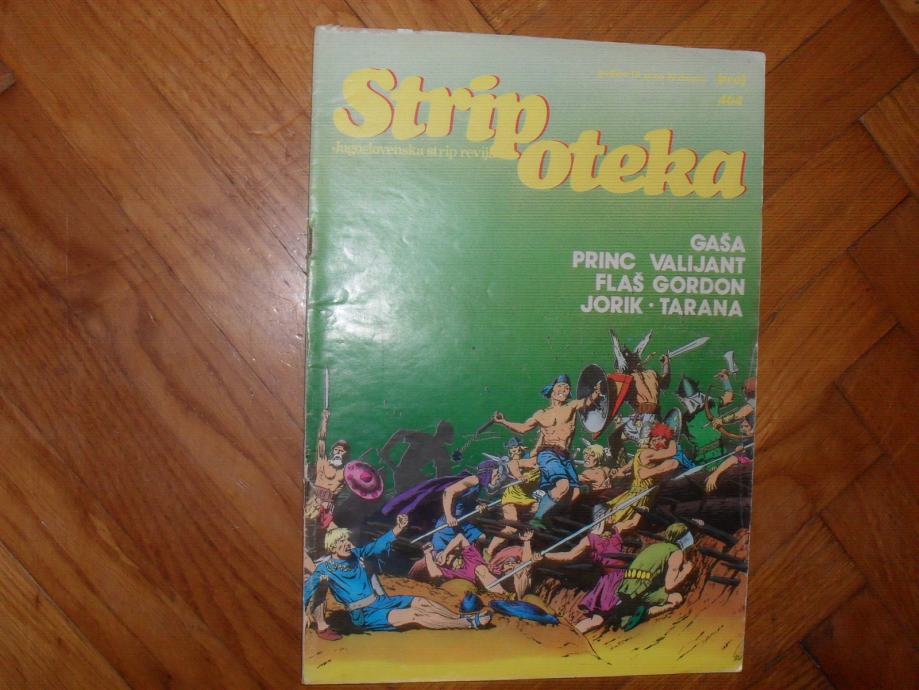 Strip
oteka
Jugoslovenska strip revija
broj
464
GAŠA
PRINC VALIJANT
FLAŠ GORDON
JORIK · TARANA